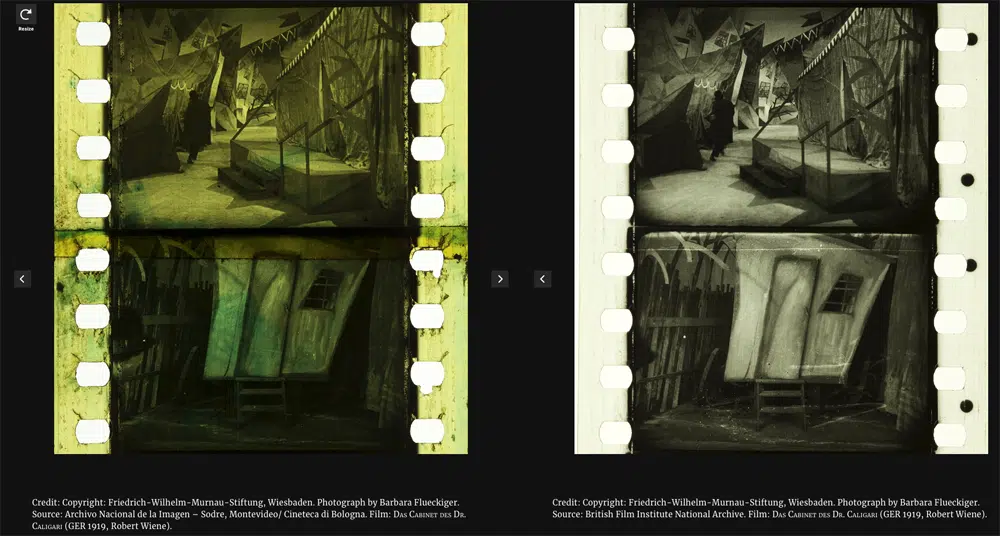 Resize
Credit: Copyright: Friedrich-Wilhelm-Murnau-Stiftung, Wiesbaden. Photograph by Barbara Flueckiger.
Source: Archivo Nacional de la Imagen – Sodre, Montevideo/ Cineteca di Bologna. Film: Das Cabinet des Dr.
Caligari (GER 1919, Robert Wiene).
Credit: Copyright: Friedrich-Wilhelm-Murnau-Stiftung, Wiesbaden. Photograph by Barbara Flueckiger.
Source: British Film Institute National Archive. Film: Das Cabinet des Dr. Caligari (GER 1919, Robert Wiene).